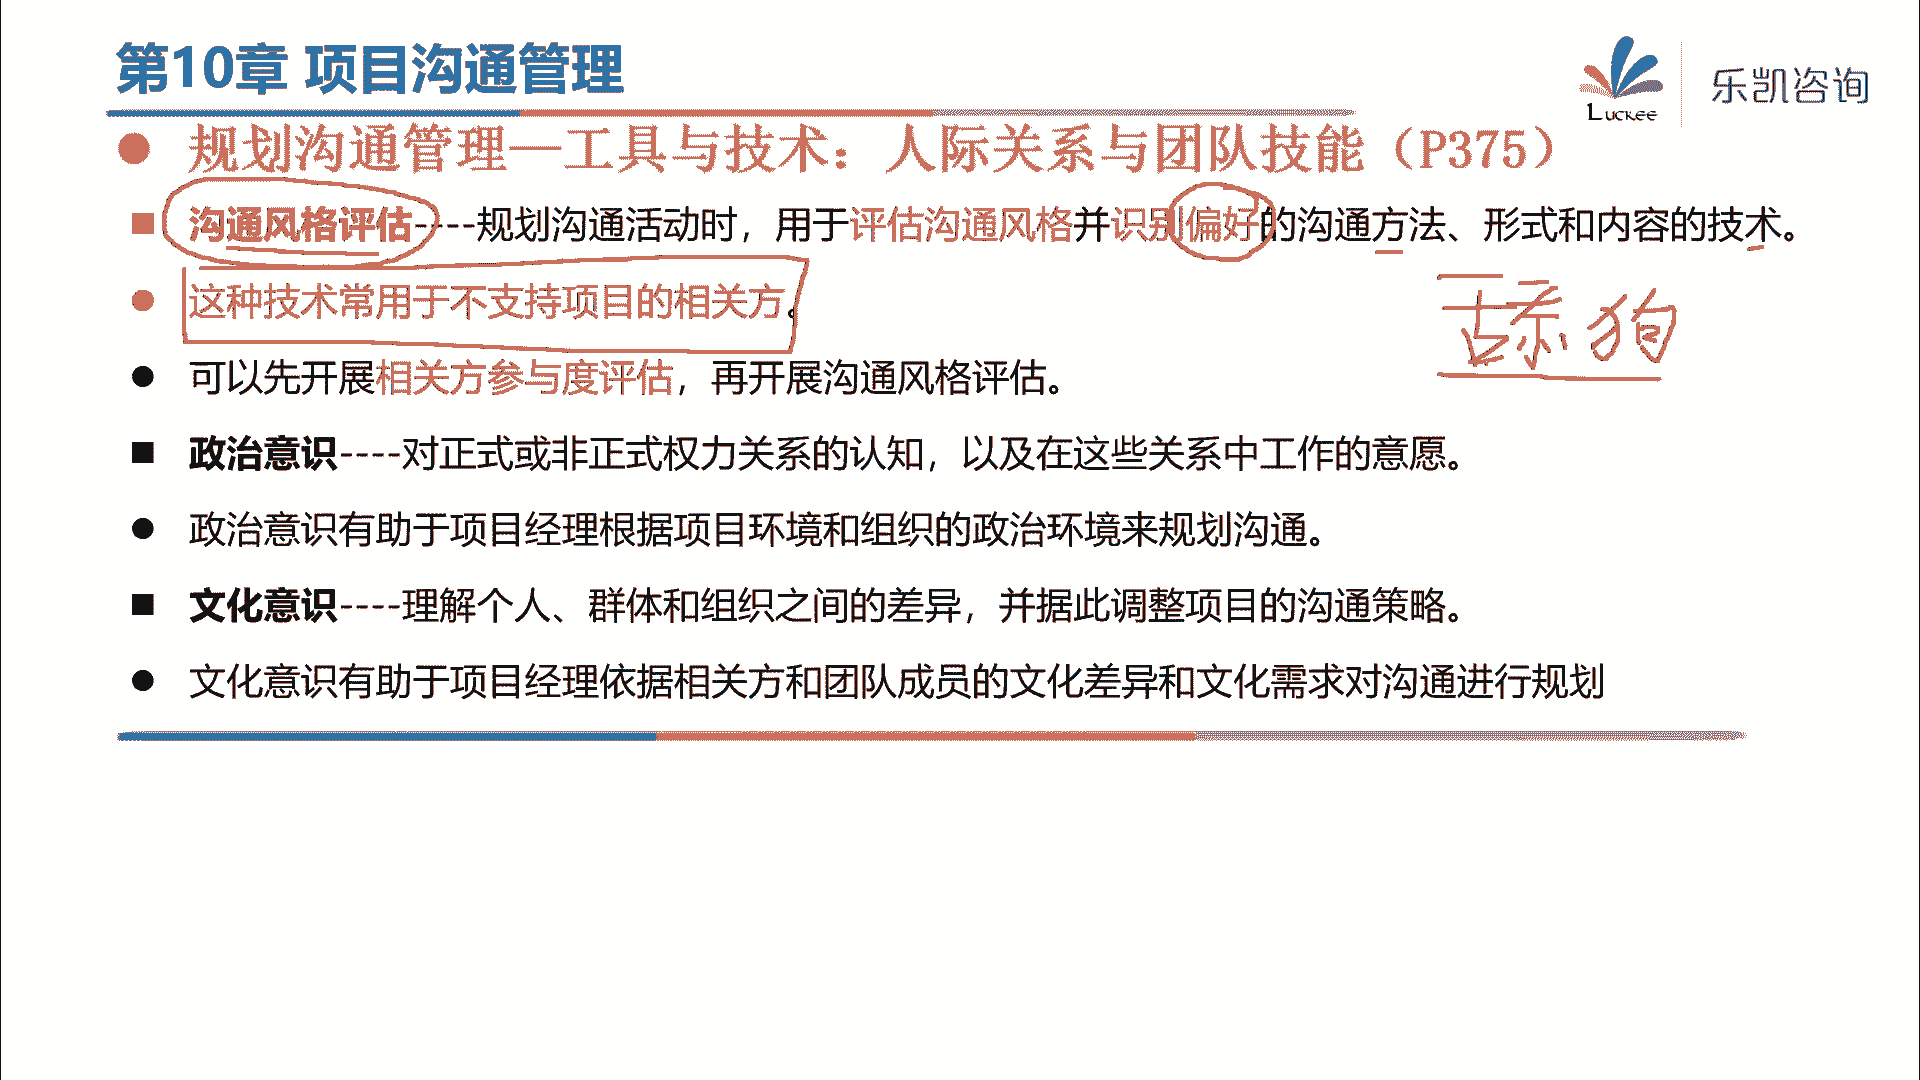 第10章 项目沟通管理
Luckee
乐凯咨询
规划沟通管理—工具与技术：人际关系与团队技能（P375）
沟通风格评估----规划沟通活动时，用于评估沟通风格并识别偏好的沟通方法、形式和内容的技术。
这种技术常用于不支持项目的相关方。
舔狗
可以先开展相关方参与度评估，再开展沟通风格评估。
政治意识----对正式或非正式权力关系的认知，以及在这些关系中工作的意愿。
政治意识有助于项目经理根据项目环境和组织的政治环境来规划沟通。
文化意识----理解个人、群体和组织之间的差异，并据此调整项目的沟通策略。
文化意识有助于项目经理依据相关方和团队成员的文化差异和文化需求对沟通进行规划